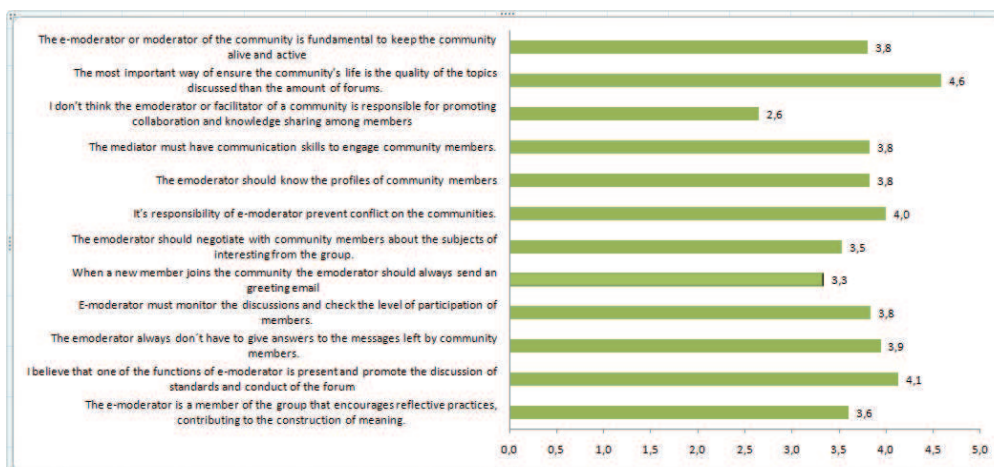 The e-moderator or moderator of the community is fundamental to keep the community
alive and active
3,8
The most important way of ensure the community's life is the quality of the topics
discussed than the amount of forums.
4,6
I don't think the emoderator or facilitator of a community is responsible for promoting
collaboration and knowledge sharing among members
2,6
The mediator must have communication skills to engage community members.
3,8
The emoderator should know the profiles of community members
3,8
It's responsibility of e-moderator prevent conflict on the communities.
4,0
The emoderator should negotiate with community members about the subjects of
interesting from the group.
3,5
When a new member joins the community the emoderator should always send an
greeting email
3,3
E-moderator must monitor the discussions and check the level of participation of
members.
3,8
The emoderator always don´t have to give answers to the messages left by community
members.
3,9
I believe that one of the functions of e-moderator is present and promote the discussion of
standards and conduct of the forum
4,1
The e-moderator is a member of the group that encourages reflective practices,
contributing to the construction of meaning.
3,6
0,0 0,5 1,0 1,5 2,0 2,5 3,0 3,5 4,0 4,5 5,0